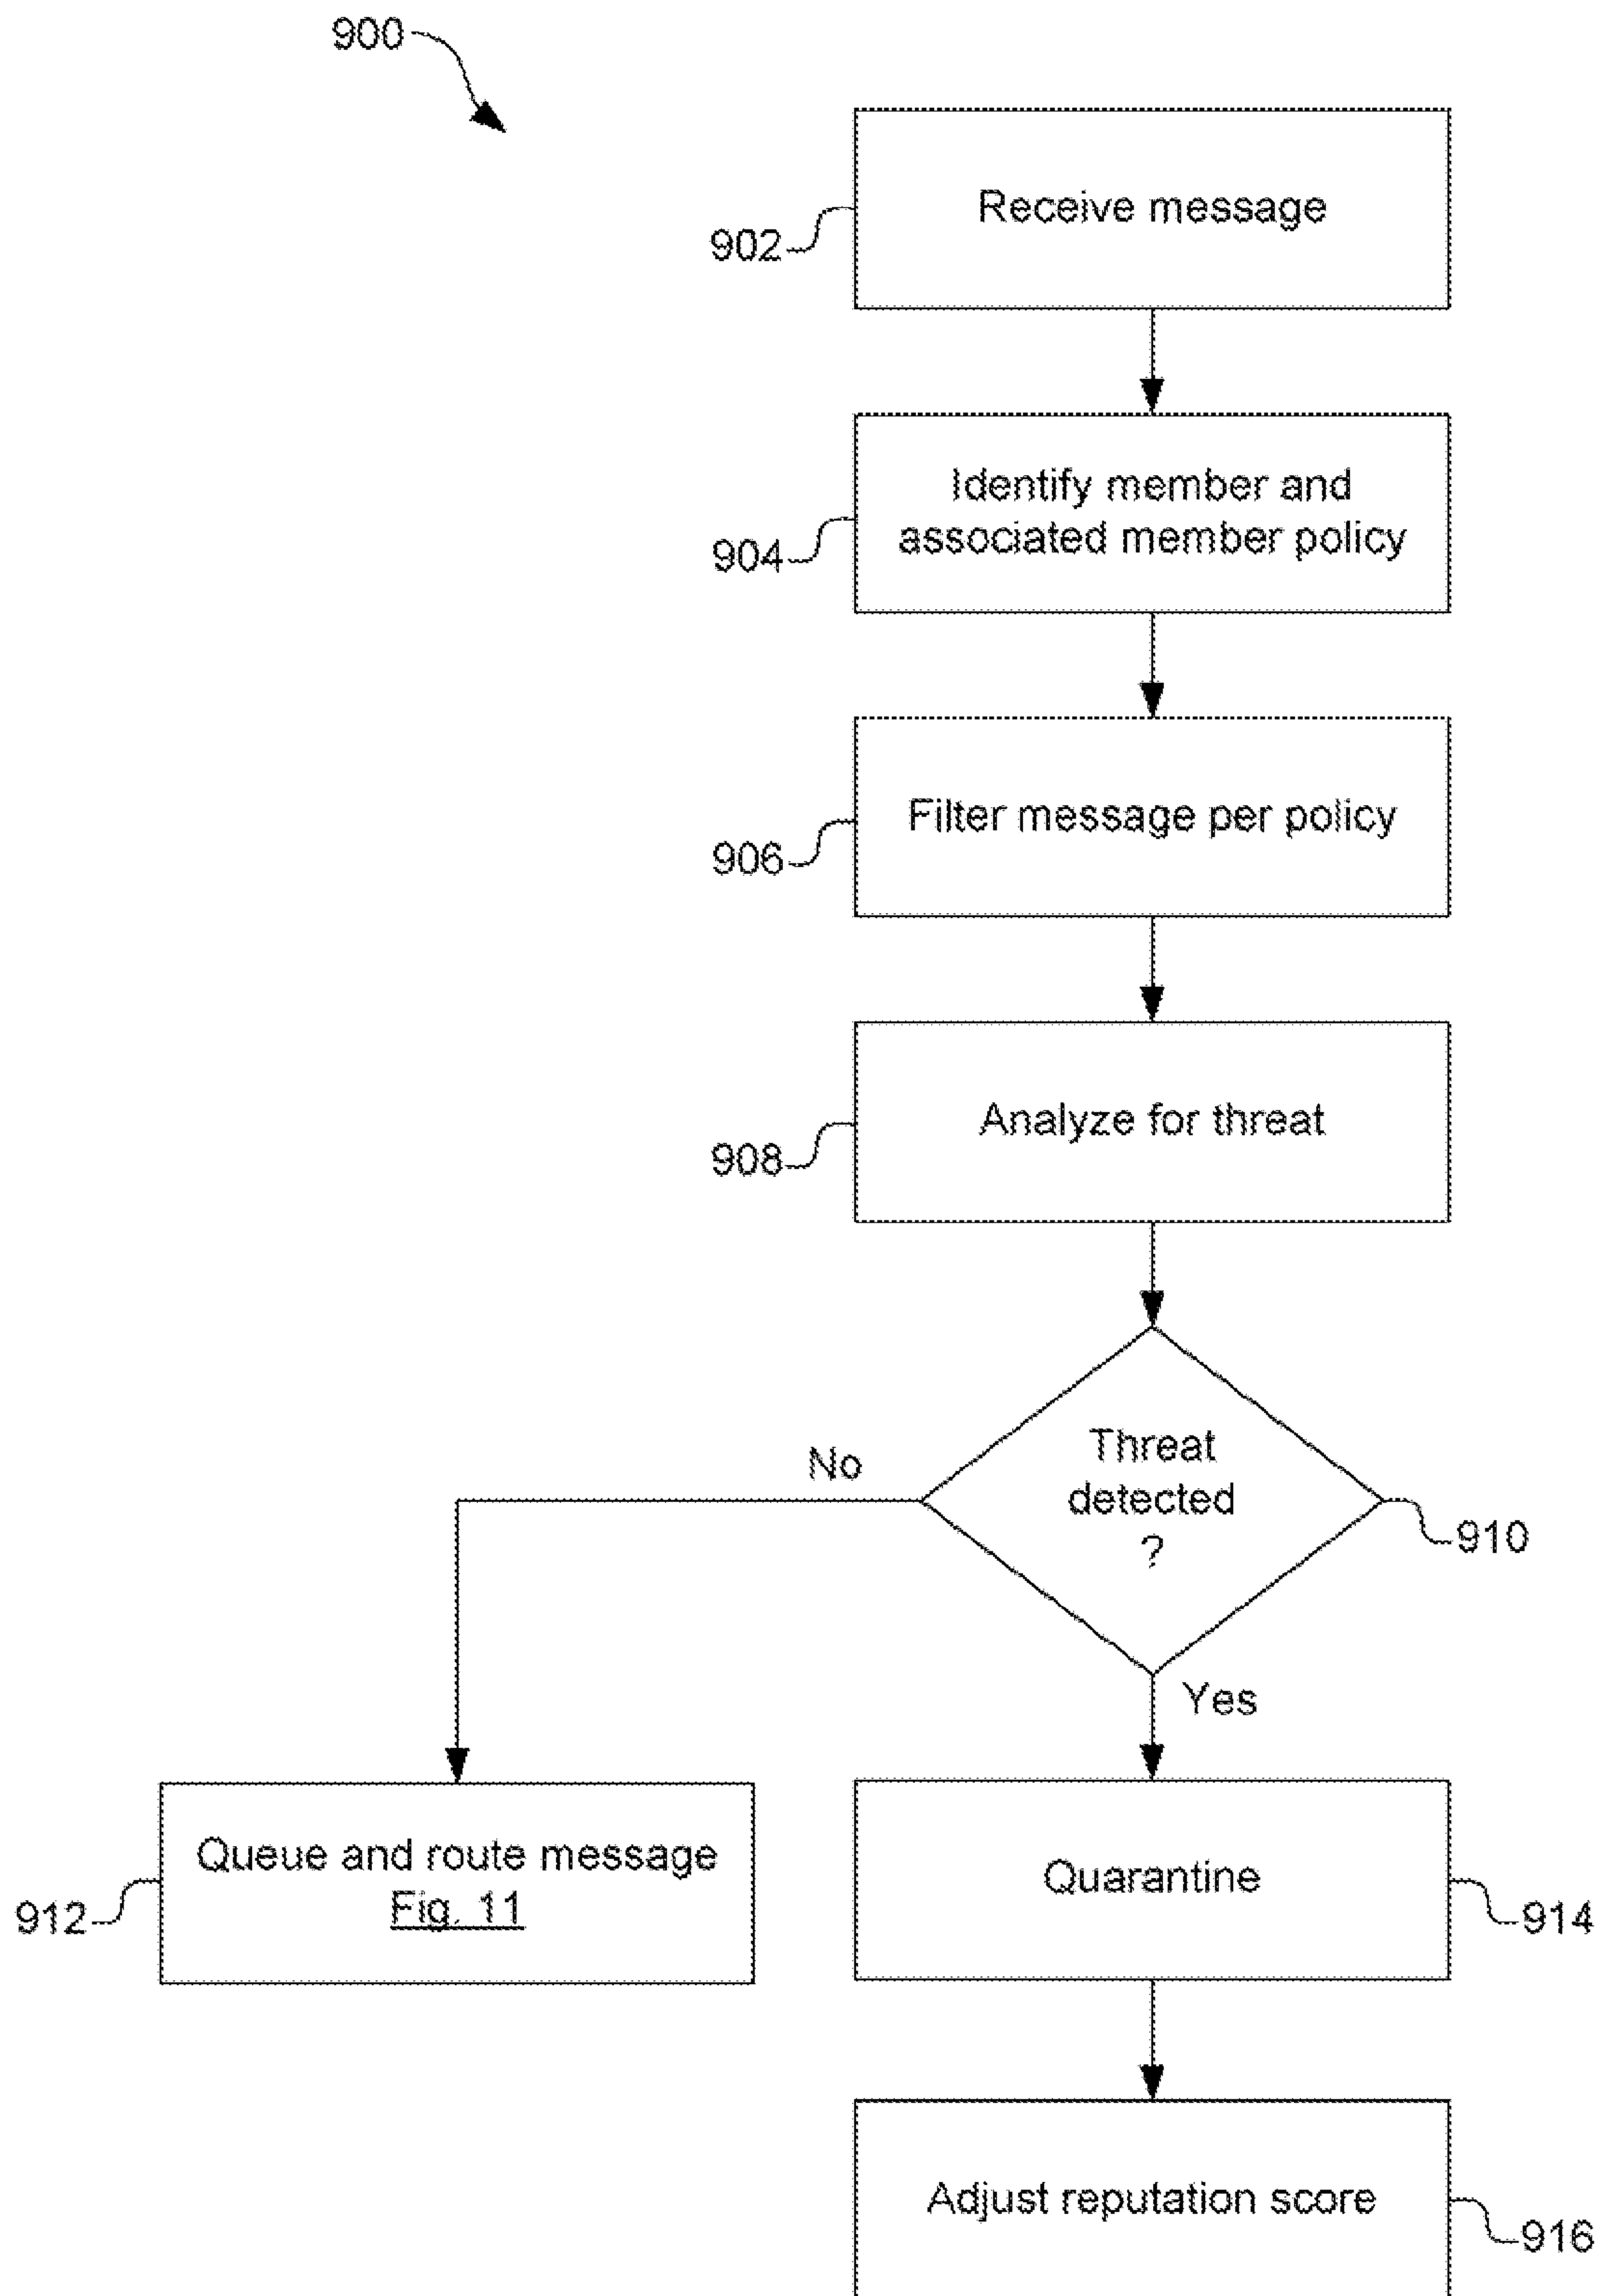 900
Receive message
902
Identify member and
associated member policy
904
Filter message per policy
906
Analyze for threat
908
Threat
detected
?
No
910
Yes
Queue and route message
Fig. 11
912
Quarantine
914
Adjust reputation score
916